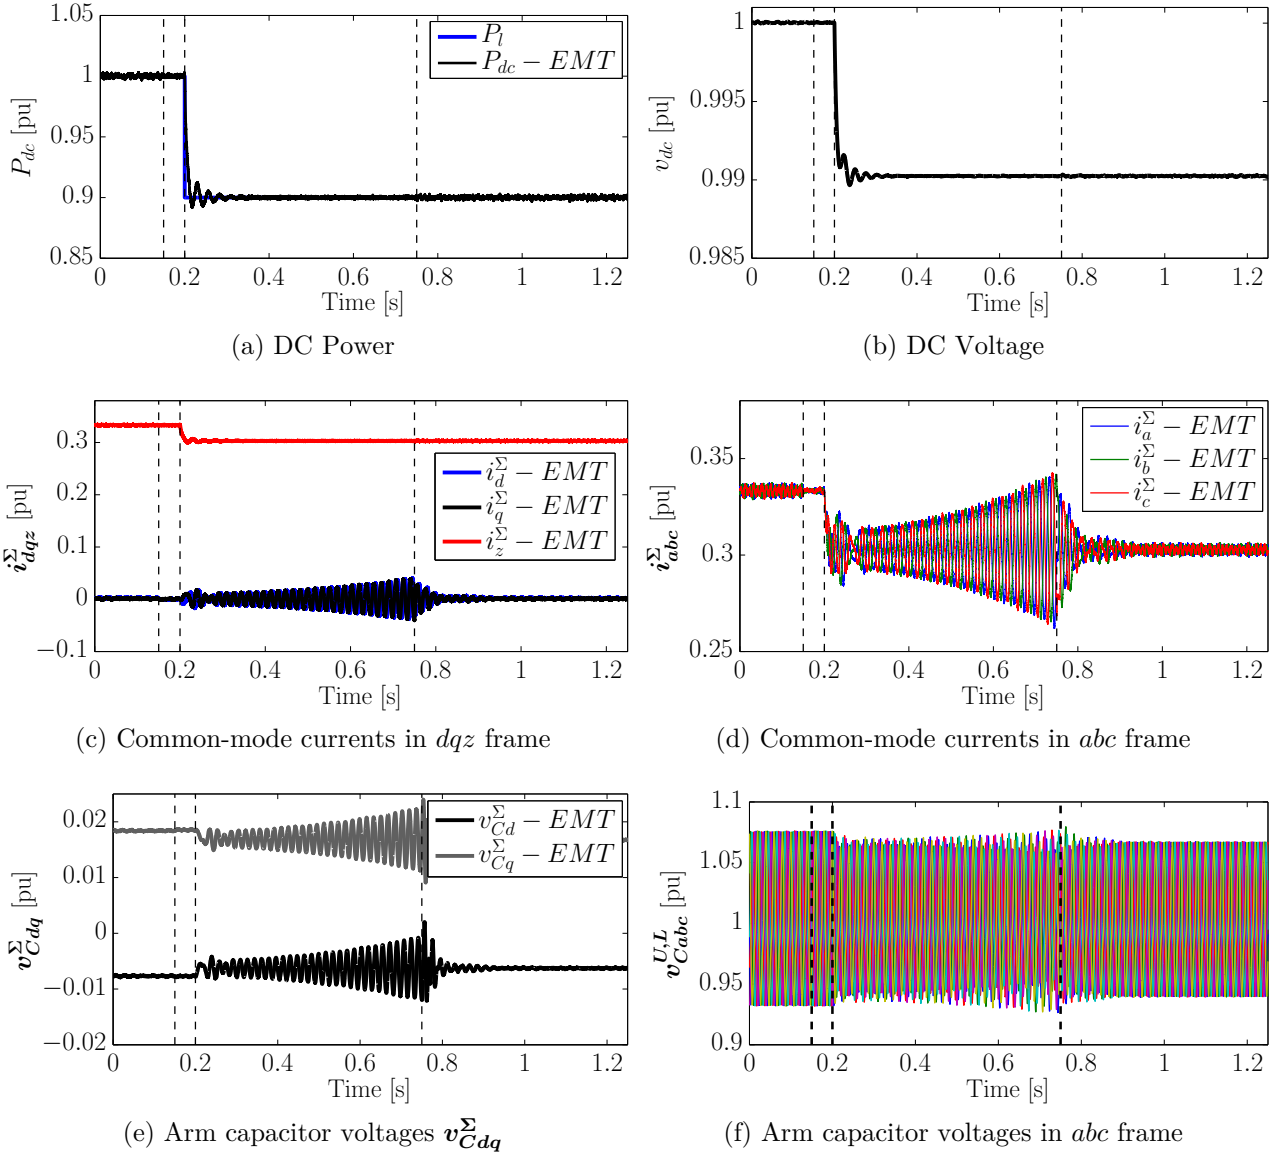 1.05
1
0.95
0.9
0.85
P_dc [pu]
P_l
P_dc − EMT
0 0.2 0.4 0.6 0.8 1 1.2
Time [s]
(a) DC Power
1
0.995
0.99
0.985
v_dc [pu]
0 0.2 0.4 0.6 0.8 1 1.2
Time [s]
(b) DC Voltage
0.3
0.2
0.1
0
−0.1
i^Σ_dqz [pu]
i^Σ_d − EMT
i^Σ_q − EMT
i^Σ_z − EMT
0 0.2 0.4 0.6 0.8 1 1.2
Time [s]
(c) Common-mode currents in dqz frame
0.35
0.3
0.25
i^Σ_abc [pu]
i^Σ_a − EMT
i^Σ_b − EMT
i^Σ_c − EMT
0 0.2 0.4 0.6 0.8 1 1.2
Time [s]
(d) Common-mode currents in abc frame
0.02
0.01
0
−0.01
−0.02
v^Σ_Cdq [pu]
v^Σ_Cd − EMT
v^Σ_Cq − EMT
0 0.2 0.4 0.6 0.8 1 1.2
Time [s]
(e) Arm capacitor voltages v^Σ_Cdq
1.1
1.05
1
0.95
0.9
v^U,L_Cabc [pu]
0 0.2 0.4 0.6 0.8 1 1.2
Time [s]
(f) Arm capacitor voltages in abc frame